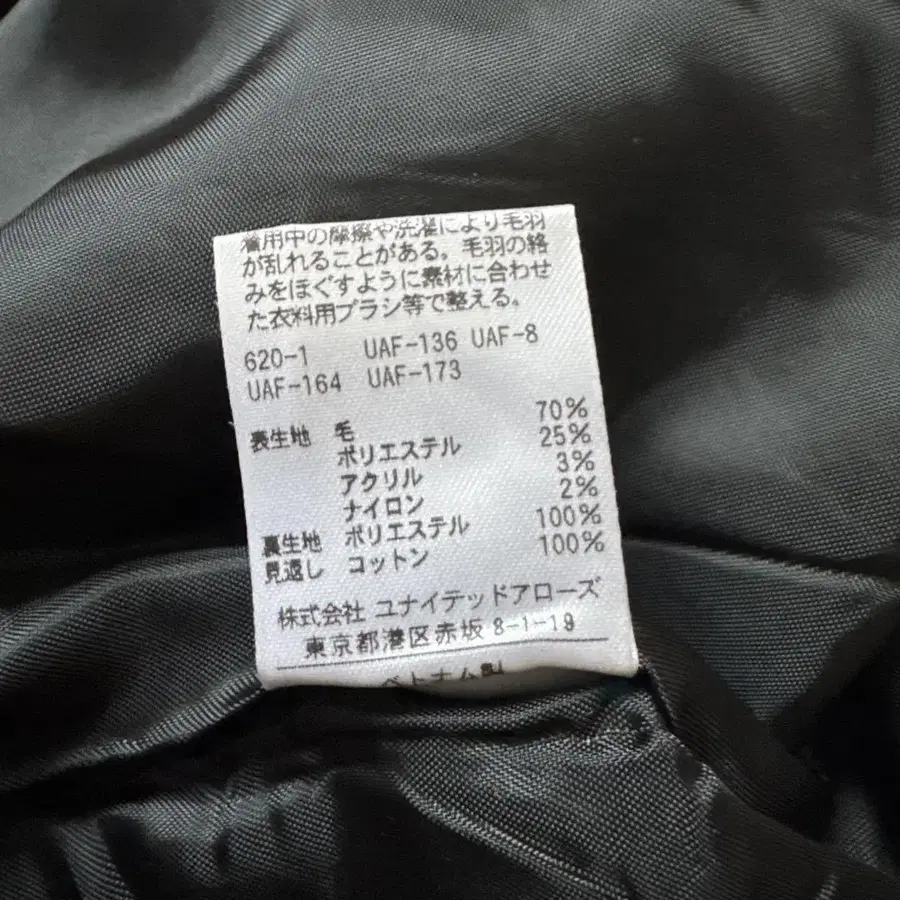 着用中の摩擦や洗濯により毛羽
が乱れることがある。毛羽の絡
みをほぐすように素材に合わせ
た衣料用ブラシ等で整える。
620-1 UAF-136 UAF-8
UAF-164 UAF-173
70%
表生地 毛 25%
ポリエステル 3%
アクリル 2%
ナイロン 100%
裏生地 ポリエステル 100%
見返し コットン
株式会社 ユナイテッドアローズ
東京都港区赤坂 8-1-19
ベトナム製